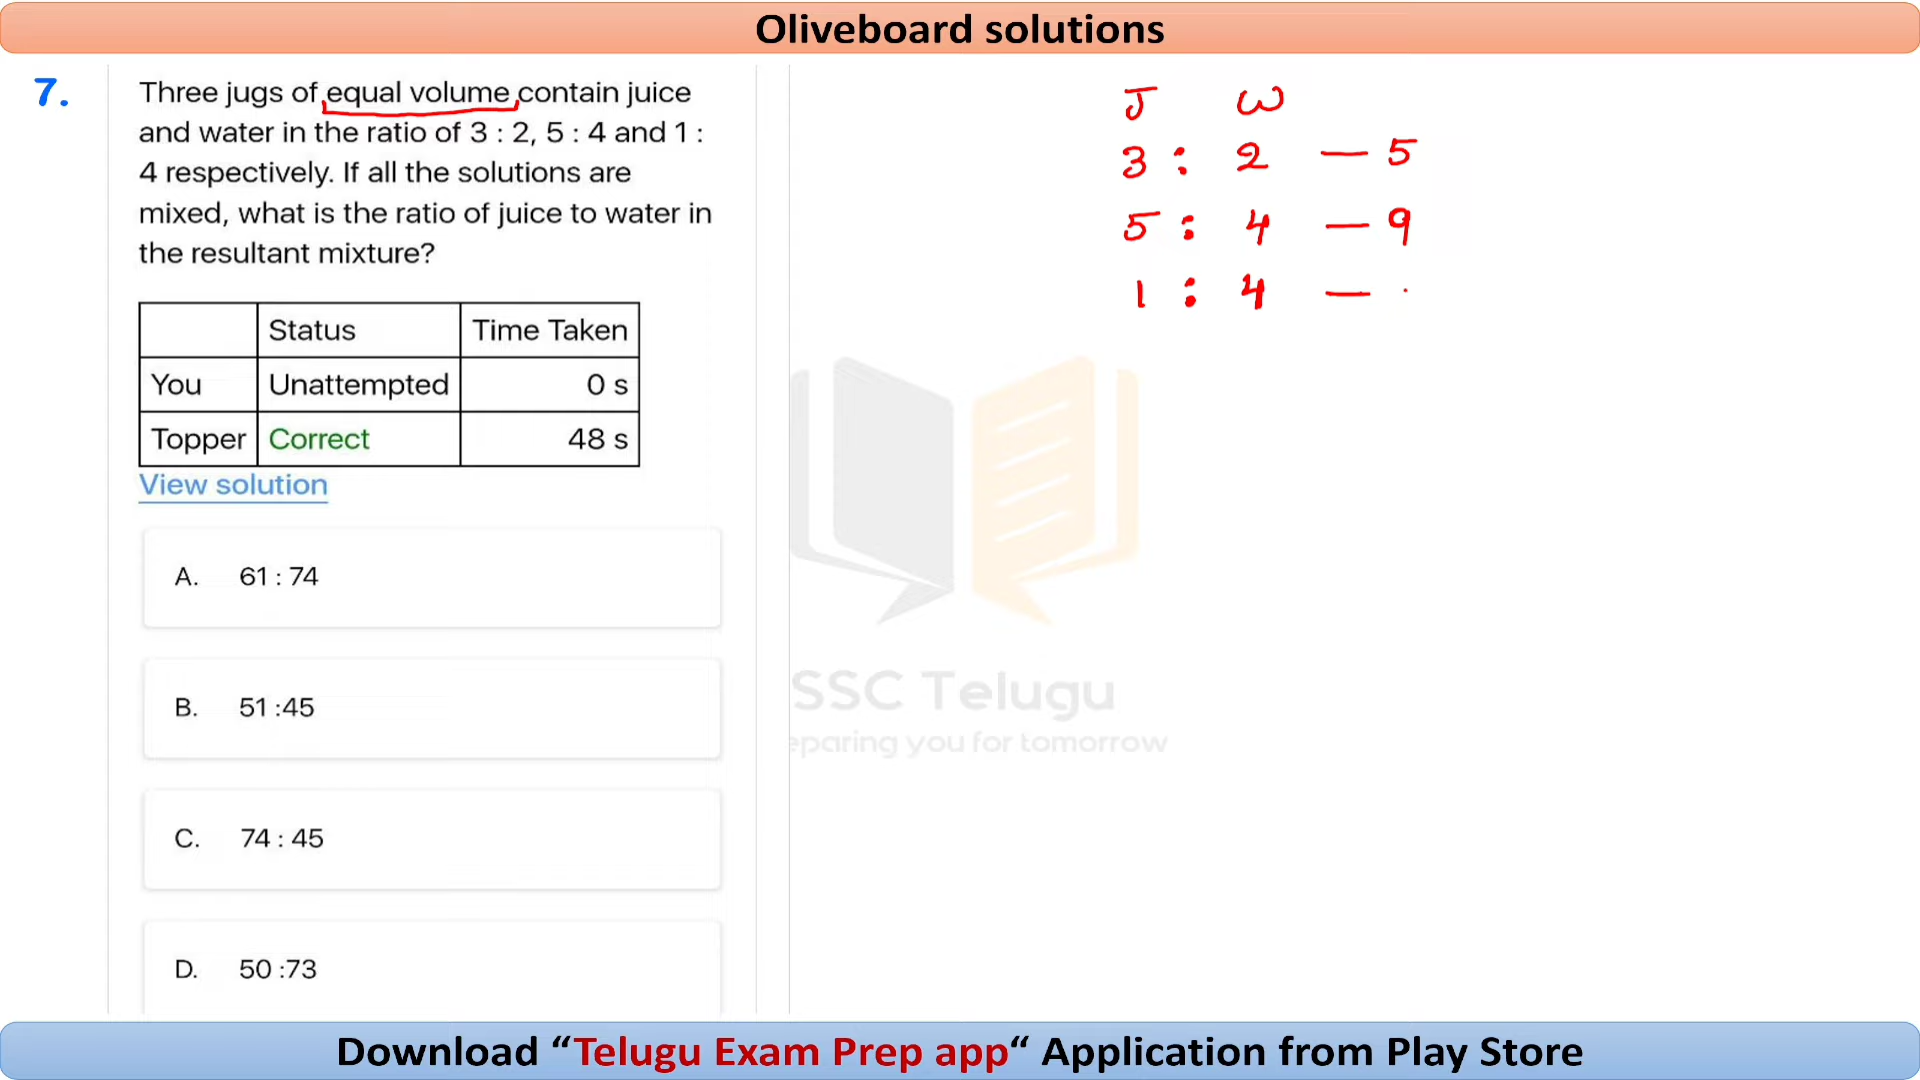 Oliveboard solutions
7.
Three jugs of equal volume contain juice
and water in the ratio of 3 : 2, 5 : 4 and 1 :
4 respectively. If all the solutions are
mixed, what is the ratio of juice to water in
the resultant mixture?
Status Time Taken
You Unattempted 0 s
Topper Correct 48 s
View solution
A. 61 : 74
B. 51 :45
C. 74 : 45
D. 50 :73
J W
3 : 2 — 5
5 : 4 — 9
1 : 4 —
SSC Telugu
eparing you for tomorrow
Download “Telugu Exam Prep app“ Application from Play Store